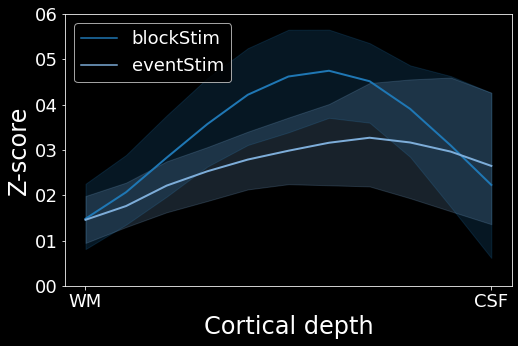 06
05
04
03
02
01
00
Z-score
blockStim
eventStim
WM
CSF
Cortical depth